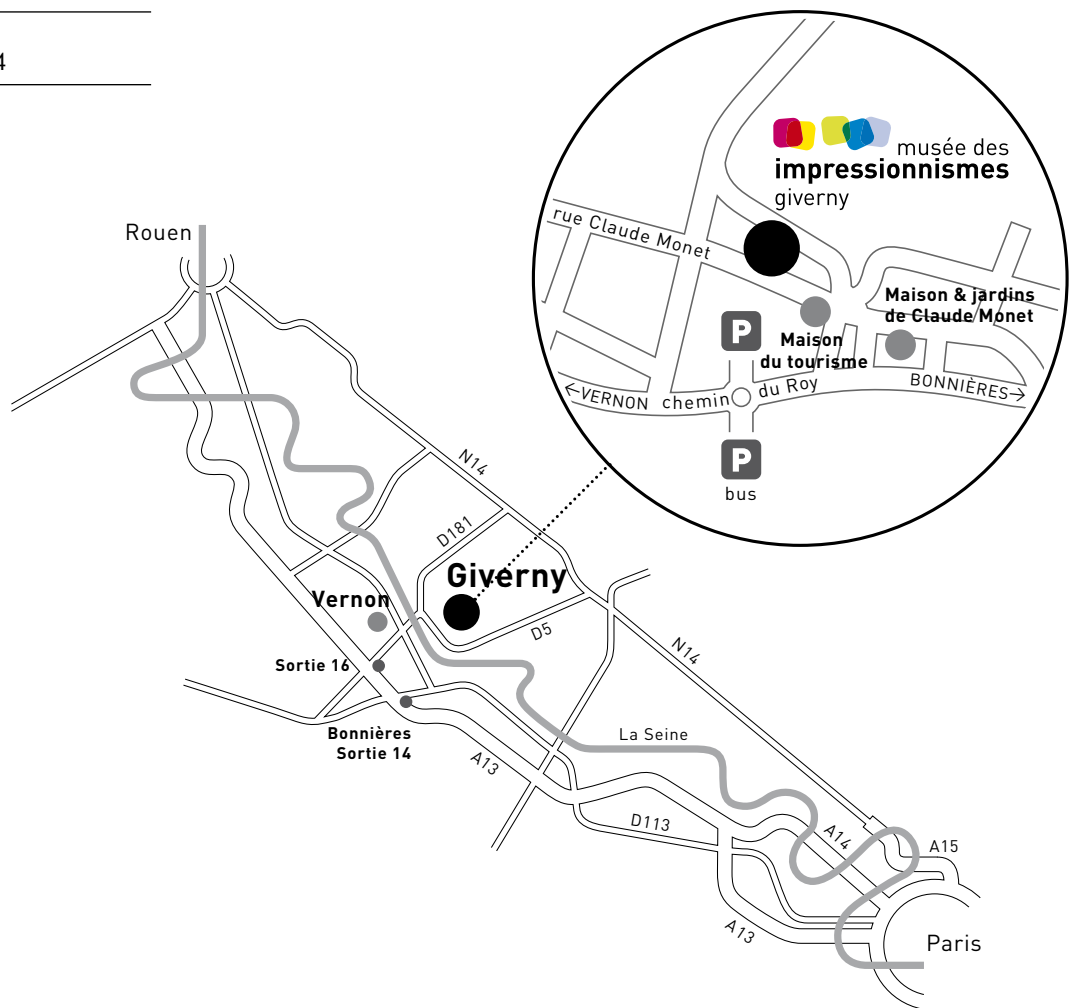 4
musée des
impressionnismes
giverny
rue Claude Monet
Maison & jardins
de Claude Monet
P
Maison
du tourisme
←VERNON chemin du Roy BONNIÈRES→
P
bus
Rouen
N14
D181
Giverny
Vernon
D5
Sortie 16
N14
Bonnières
Sortie 14
La Seine
A13
D113
A14
A15
A13
Paris